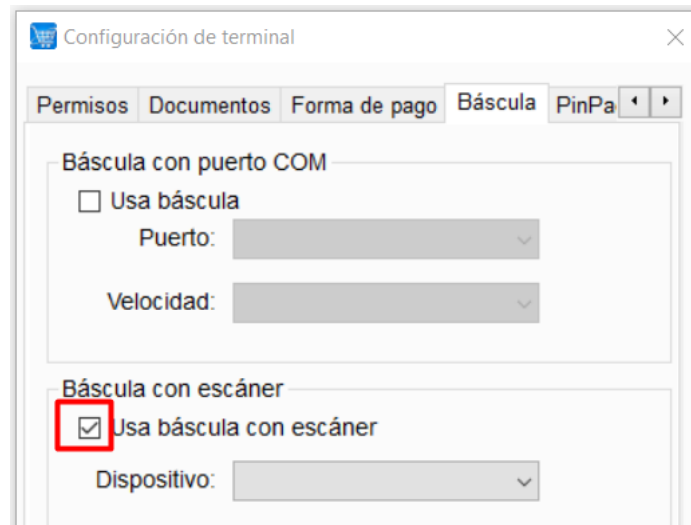 Configuración de terminal
Permisos Documentos Forma de pago Báscula PinPa
Báscula con puerto COM
Usa báscula
Puerto:
Velocidad:
Báscula con escáner
Usa báscula con escáner
Dispositivo: